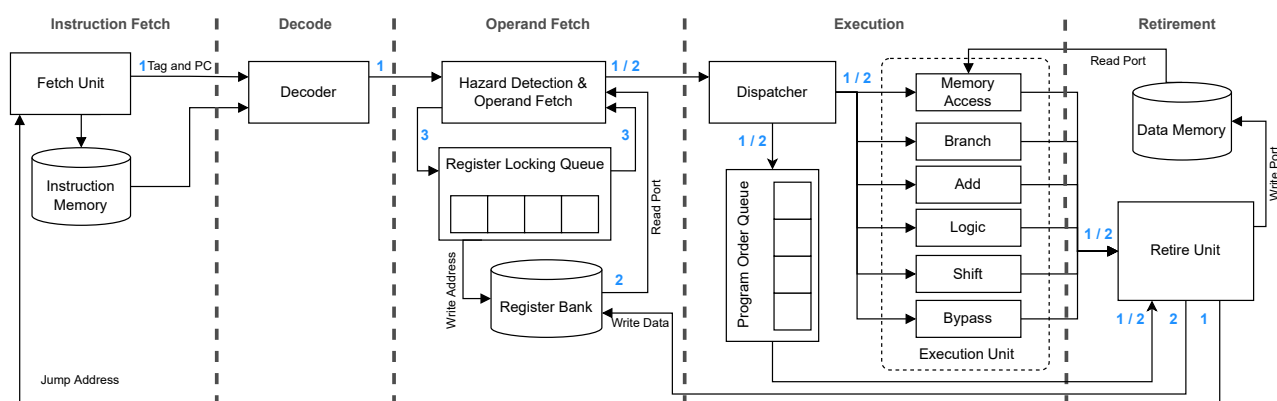 Instruction Fetch
Decode
Operand Fetch
Execution
Retirement
Fetch Unit
1
Tag and PC
Instruction
Memory
Decoder
1
Hazard Detection &
Operand Fetch
1 / 2
3
3
Register Locking Queue
Read Port
Write Address
Register Bank
2
Write Data
Dispatcher
1 / 2
1 / 2
Program Order Queue
Memory
Access
Branch
Add
Logic
Shift
Bypass
Execution Unit
Read Port
Data Memory
Write Port
1 / 2
Retire Unit
1 / 2
2
1
Jump Address